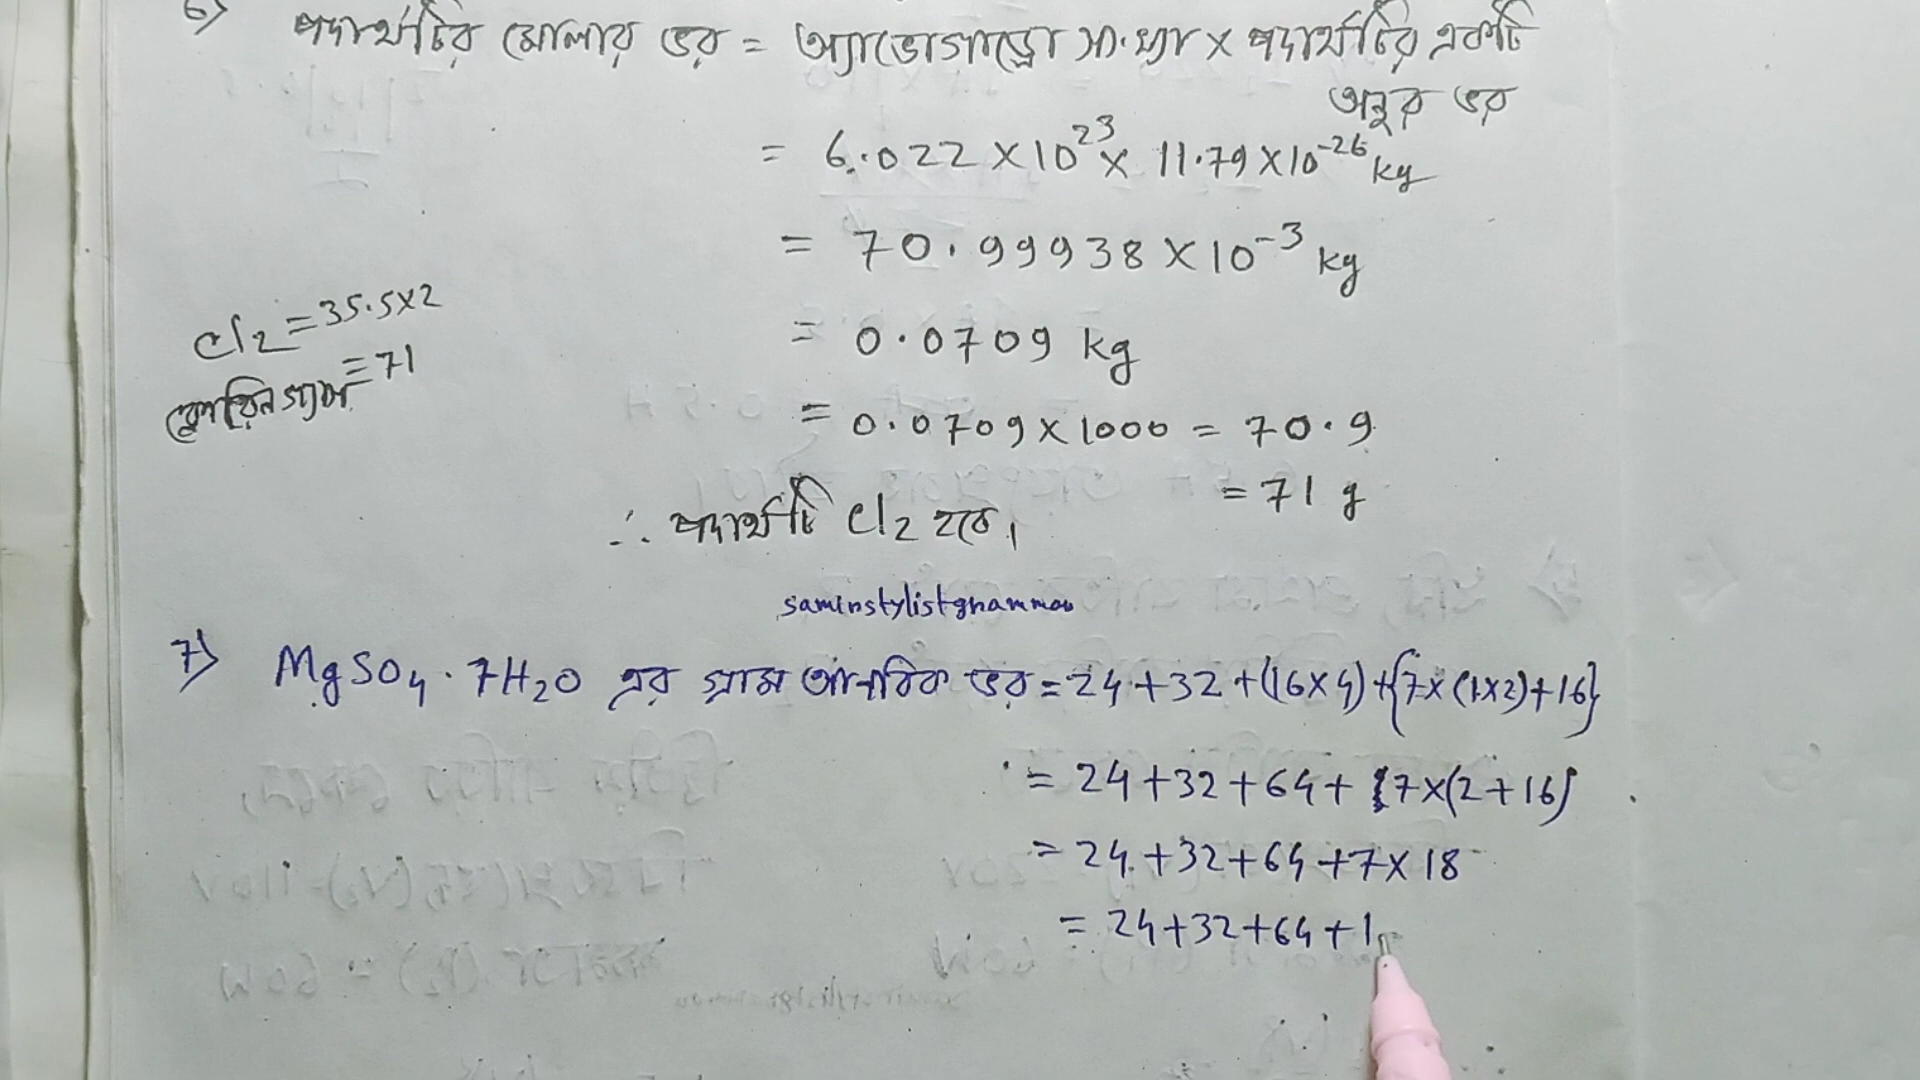 6) পদার্থটির মোলার ভর = অ্যাভোগাড্রো সংখ্যা × পদার্থটির একটি
অনুর ভর
= 6.022 × 10²³ × 11.79 × 10⁻²⁶ kg
= 70.99938 × 10⁻³ kg
= 0.0709 kg
= 0.0709 × 1000 = 70.9
= 71 g
Cl₂ = 35.5×2
= 71
ক্লোরিন গ্যাস
∴ পদার্থটি Cl₂ হবে।
saminstylistgrammar
7) MgSO₄ · 7H₂O এর গ্রাম আণবিক ভর = 24 + 32 + (16×4) + {7×(1×2)+16}
= 24 + 32 + 64 + {7×(2+16)
= 24 + 32 + 64 + 7 × 18
= 24 + 32 + 64 + 1